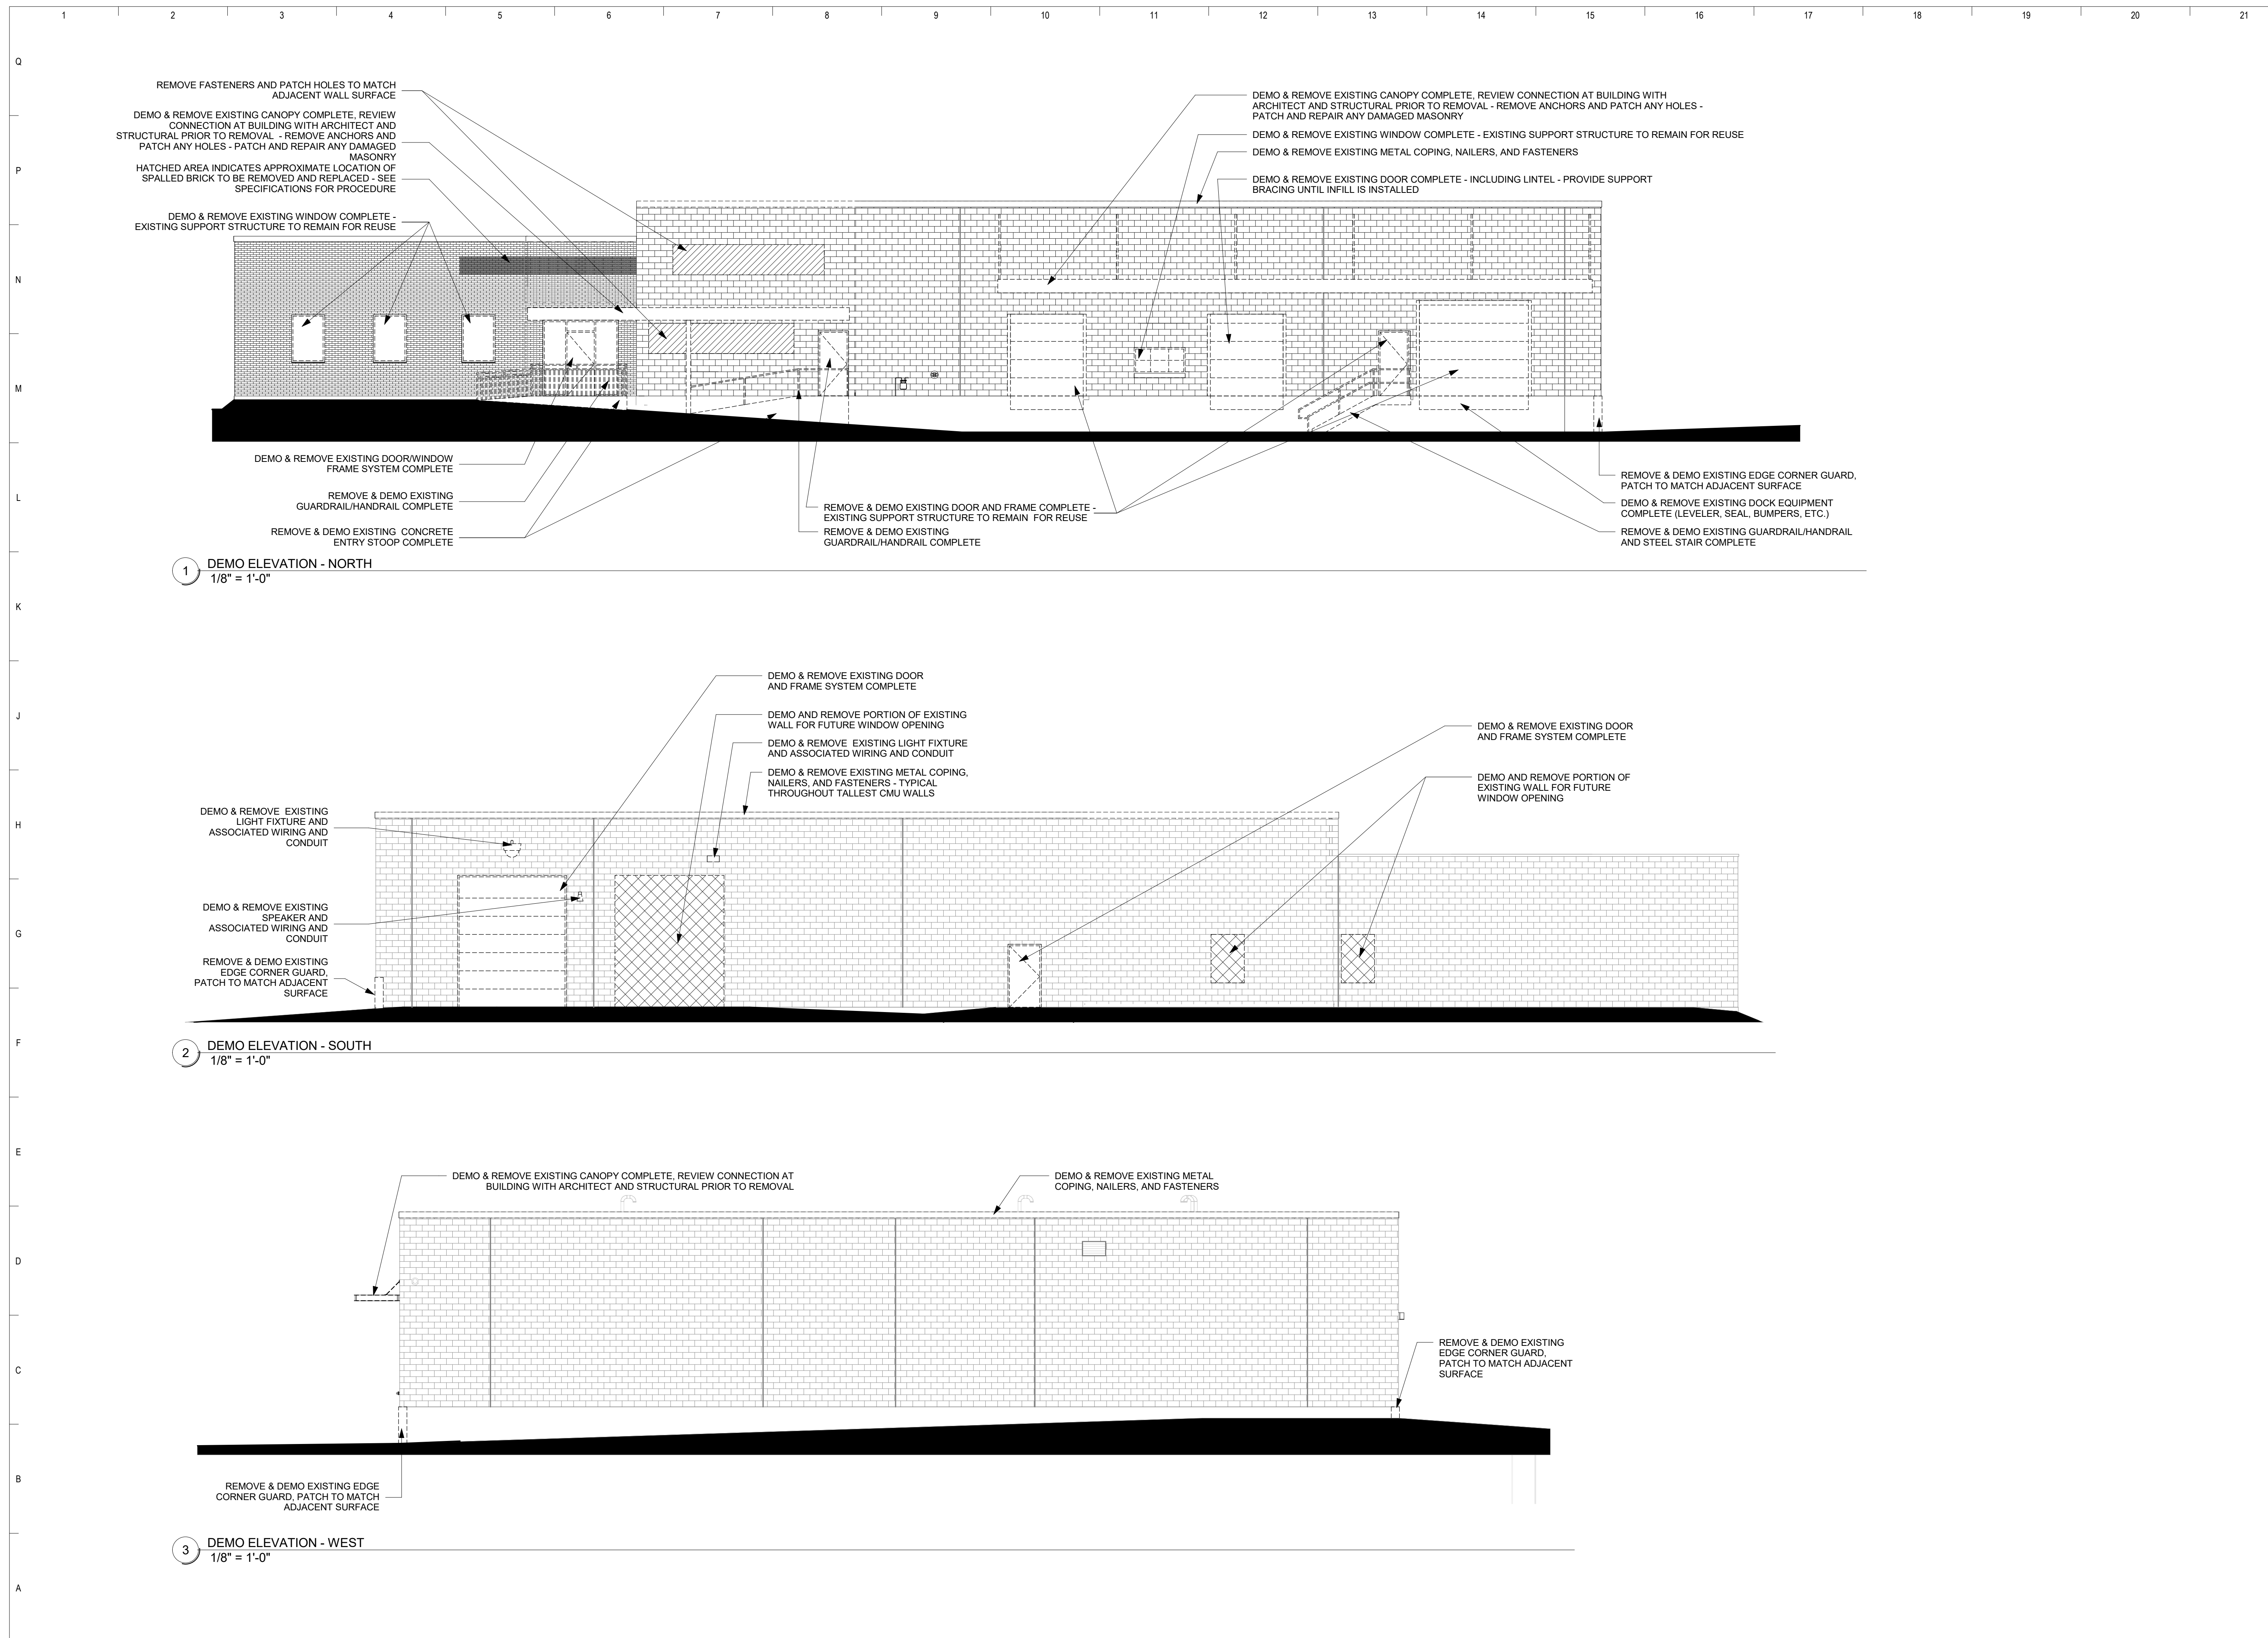 1 2 3 4 5 6 7 8 9 10 11 12 13 14 15 16 17 18 19 20 21
Q
P
N
M
L
K
J
H
G
F
E
D
C
B
A
REMOVE FASTENERS AND PATCH HOLES TO MATCH
ADJACENT WALL SURFACE
DEMO & REMOVE EXISTING CANOPY COMPLETE, REVIEW
CONNECTION AT BUILDING WITH ARCHITECT AND
STRUCTURAL PRIOR TO REMOVAL - REMOVE ANCHORS AND
PATCH ANY HOLES - PATCH AND REPAIR ANY DAMAGED
MASONRY
HATCHED AREA INDICATES APPROXIMATE LOCATION OF
SPALLED BRICK TO BE REMOVED AND REPLACED - SEE
SPECIFICATIONS FOR PROCEDURE
DEMO & REMOVE EXISTING WINDOW COMPLETE -
EXISTING SUPPORT STRUCTURE TO REMAIN FOR REUSE
DEMO & REMOVE EXISTING CANOPY COMPLETE, REVIEW CONNECTION AT BUILDING WITH
ARCHITECT AND STRUCTURAL PRIOR TO REMOVAL - REMOVE ANCHORS AND PATCH ANY HOLES -
PATCH AND REPAIR ANY DAMAGED MASONRY
DEMO & REMOVE EXISTING WINDOW COMPLETE - EXISTING SUPPORT STRUCTURE TO REMAIN FOR REUSE
DEMO & REMOVE EXISTING METAL COPING, NAILERS, AND FASTENERS
DEMO & REMOVE EXISTING DOOR COMPLETE - INCLUDING LINTEL - PROVIDE SUPPORT
BRACING UNTIL INFILL IS INSTALLED
DEMO & REMOVE EXISTING DOOR/WINDOW
FRAME SYSTEM COMPLETE
REMOVE & DEMO EXISTING
GUARDRAIL/HANDRAIL COMPLETE
REMOVE & DEMO EXISTING CONCRETE
ENTRY STOOP COMPLETE
REMOVE & DEMO EXISTING DOOR AND FRAME COMPLETE -
EXISTING SUPPORT STRUCTURE TO REMAIN FOR REUSE
REMOVE & DEMO EXISTING
GUARDRAIL/HANDRAIL COMPLETE
REMOVE & DEMO EXISTING EDGE CORNER GUARD,
PATCH TO MATCH ADJACENT SURFACE
DEMO & REMOVE EXISTING DOCK EQUIPMENT
COMPLETE (LEVELER, SEAL, BUMPERS, ETC.)
REMOVE & DEMO EXISTING GUARDRAIL/HANDRAIL
AND STEEL STAIR COMPLETE
1 DEMO ELEVATION - NORTH
1/8" = 1'-0"
DEMO & REMOVE EXISTING DOOR
AND FRAME SYSTEM COMPLETE
DEMO AND REMOVE PORTION OF EXISTING
WALL FOR FUTURE WINDOW OPENING
DEMO & REMOVE EXISTING LIGHT FIXTURE
AND ASSOCIATED WIRING AND CONDUIT
DEMO & REMOVE EXISTING METAL COPING,
NAILERS, AND FASTENERS - TYPICAL
THROUGHOUT TALLEST CMU WALLS
DEMO & REMOVE EXISTING DOOR
AND FRAME SYSTEM COMPLETE
DEMO AND REMOVE PORTION OF
EXISTING WALL FOR FUTURE
WINDOW OPENING
DEMO & REMOVE EXISTING
LIGHT FIXTURE AND
ASSOCIATED WIRING AND
CONDUIT
DEMO & REMOVE EXISTING
SPEAKER AND
ASSOCIATED WIRING AND
CONDUIT
REMOVE & DEMO EXISTING
EDGE CORNER GUARD,
PATCH TO MATCH ADJACENT
SURFACE
2 DEMO ELEVATION - SOUTH
1/8" = 1'-0"
DEMO & REMOVE EXISTING CANOPY COMPLETE, REVIEW CONNECTION AT
BUILDING WITH ARCHITECT AND STRUCTURAL PRIOR TO REMOVAL
DEMO & REMOVE EXISTING METAL
COPING, NAILERS, AND FASTENERS
REMOVE & DEMO EXISTING
EDGE CORNER GUARD,
PATCH TO MATCH ADJACENT
SURFACE
REMOVE & DEMO EXISTING EDGE
CORNER GUARD, PATCH TO MATCH
ADJACENT SURFACE
3 DEMO ELEVATION - WEST
1/8" = 1'-0"